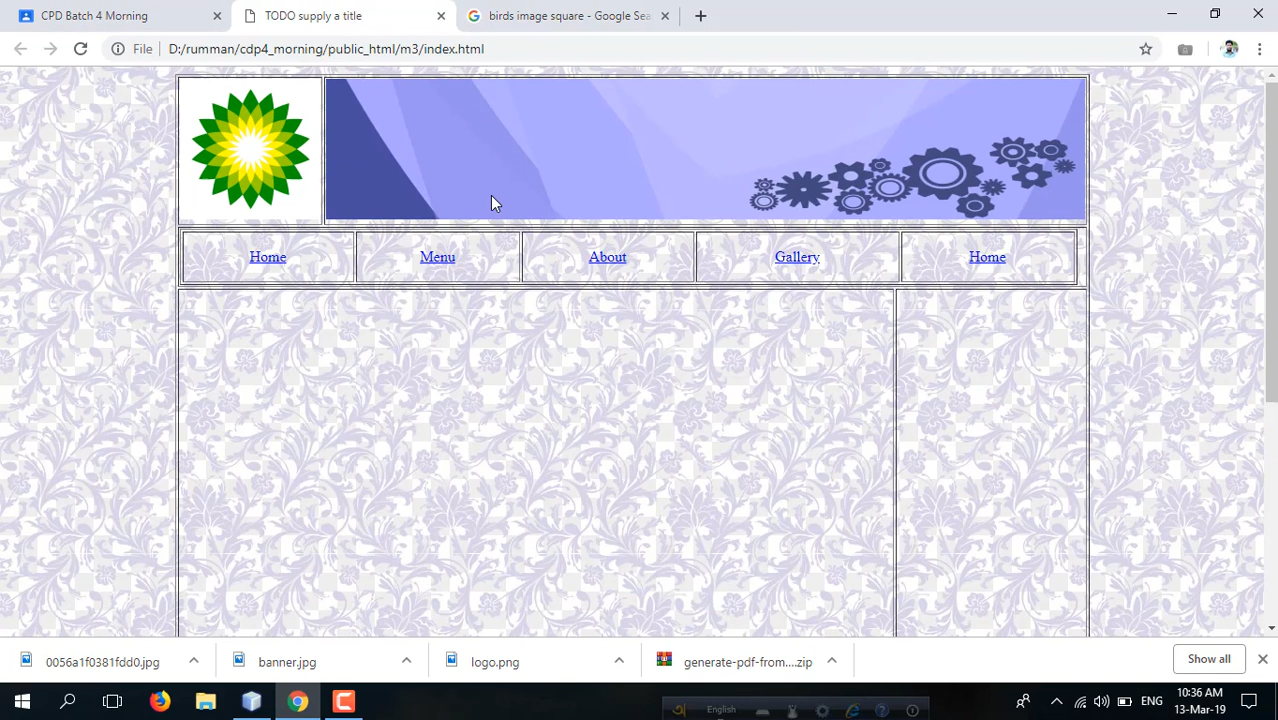 CPD Batch 4 Morning
TODO supply a title
birds image square - Google Sea
File
D:/rumman/cdp4_morning/public_html/m3/index.html
Home
Menu
About
Gallery
Home
0056a1f0381fdd0.jpg
banner.jpg
logo.png
generate-pdf-from....zip
Show all
English
ENG
10:36 AM
13-Mar-19